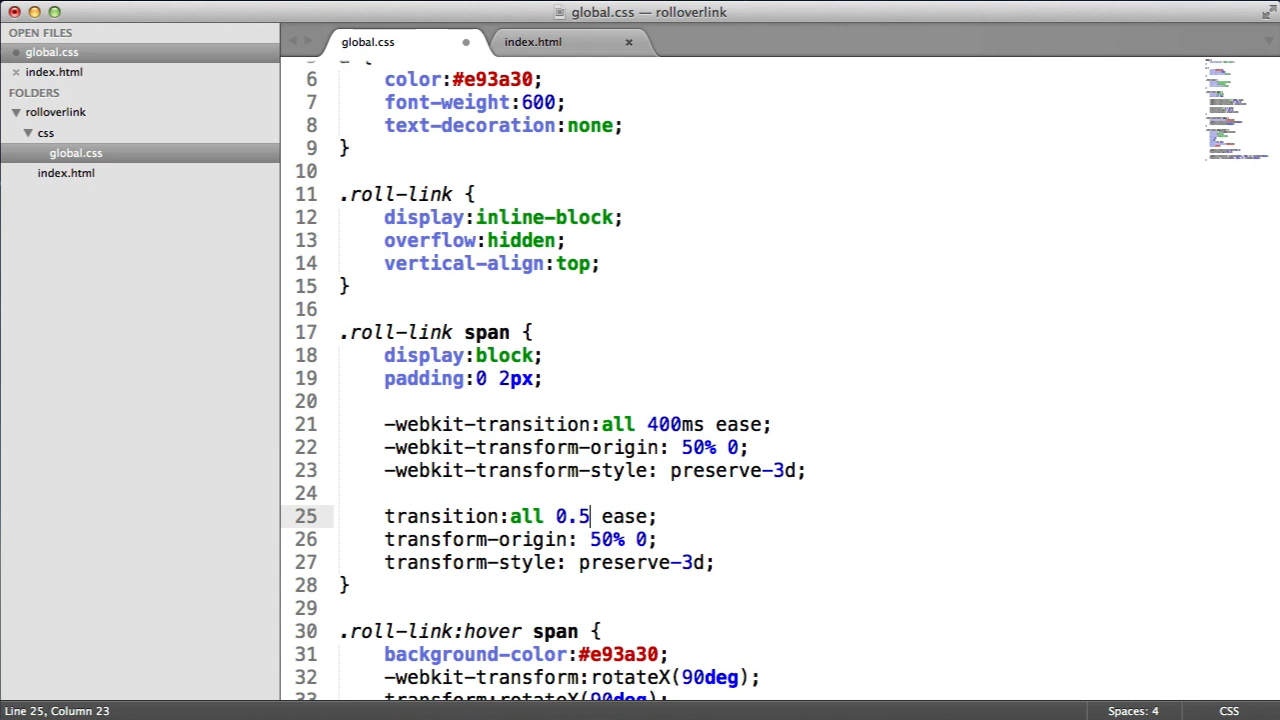 global.css — rolloverlink
OPEN FILES
global.css
index.html
FOLDERS
rolloverlink
css
global.css
index.html
global.css
index.html
6 color:#e93a30;
7 font-weight:600;
8 text-decoration:none;
9 }
10
11 .roll-link {
12 display:inline-block;
13 overflow:hidden;
14 vertical-align:top;
15 }
16
17 .roll-link span {
18 display:block;
19 padding:0 2px;
20
21 -webkit-transition:all 400ms ease;
22 -webkit-transform-origin: 50% 0;
23 -webkit-transform-style: preserve-3d;
24
25 transition:all 0.5 ease;
26 transform-origin: 50% 0;
27 transform-style: preserve-3d;
28 }
29
30 .roll-link:hover span {
31 background-color:#e93a30;
32 -webkit-transform:rotateX(90deg);
33 transform:rotateX(90deg);
Line 25, Column 23
Spaces: 4
CSS